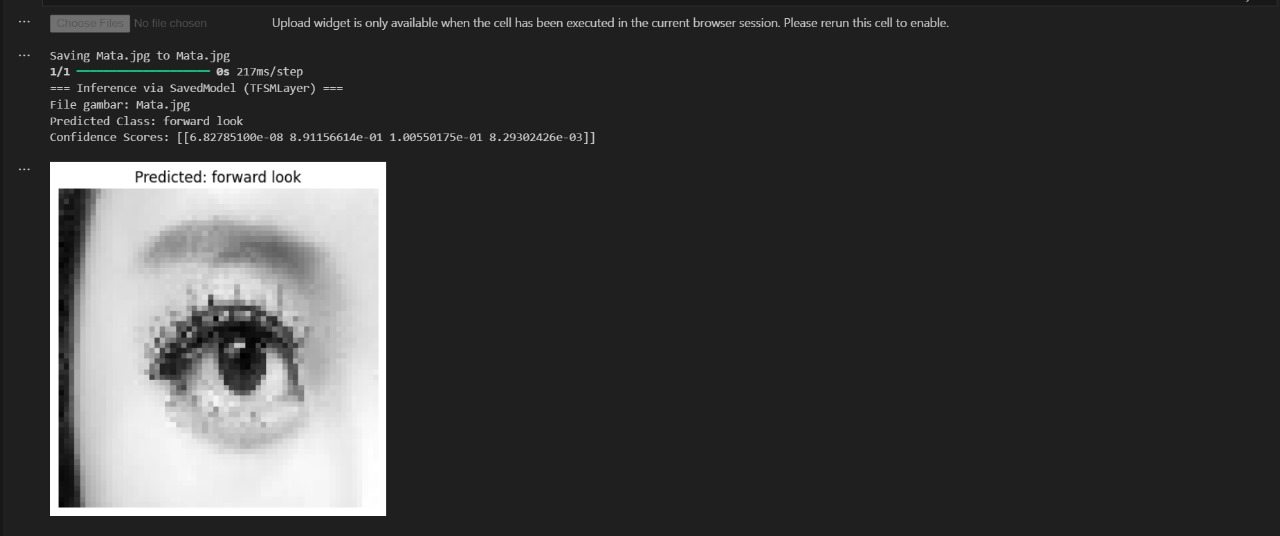 ... Choose Files No file chosen Upload widget is only available when the cell has been executed in the current browser session. Please rerun this cell to enable.
... Saving Mata.jpg to Mata.jpg
1/1 ━━━━━━━━━━━━━━━━━━━━ 0s 217ms/step
=== Inference via SavedModel (TFSMLayer) ===
File gambar: Mata.jpg
Predicted Class: forward look
Confidence Scores: [[6.82785100e-08 8.91156614e-01 1.00550175e-01 8.29302426e-03]]
...
Predicted: forward look